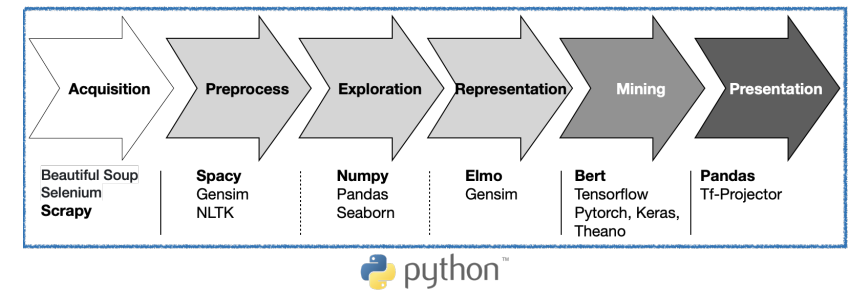 Acquisition
Preprocess
Exploration
Representation
Mining
Presentation
Beautiful Soup
Selenium
Scrapy
Spacy
Gensim
NLTK
Numpy
Pandas
Seaborn
Elmo
Gensim
Bert
Tensorflow
Pytorch, Keras,
Theano
Pandas
Tf-Projector
python™